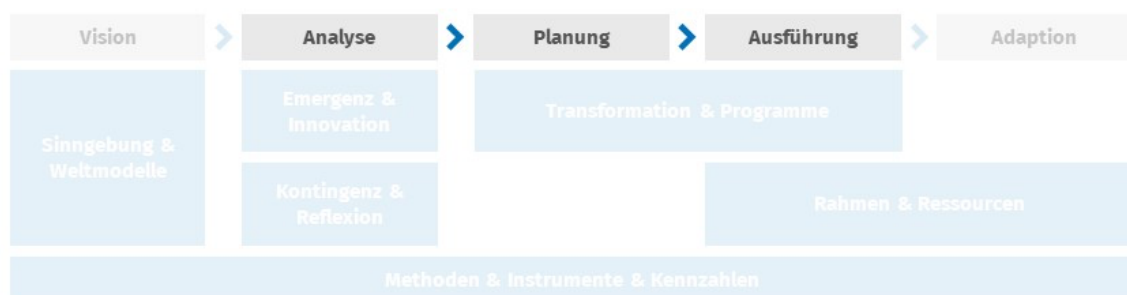 Vision Analyse Planung Ausführung Adaption
Emergenz &
Innovation
Transformation & Programme
Sinngebung &
Weltmodelle
Kontingenz &
Reflexion
Rahmen & Ressourcen
Methoden & Instrumente & Kennzahlen